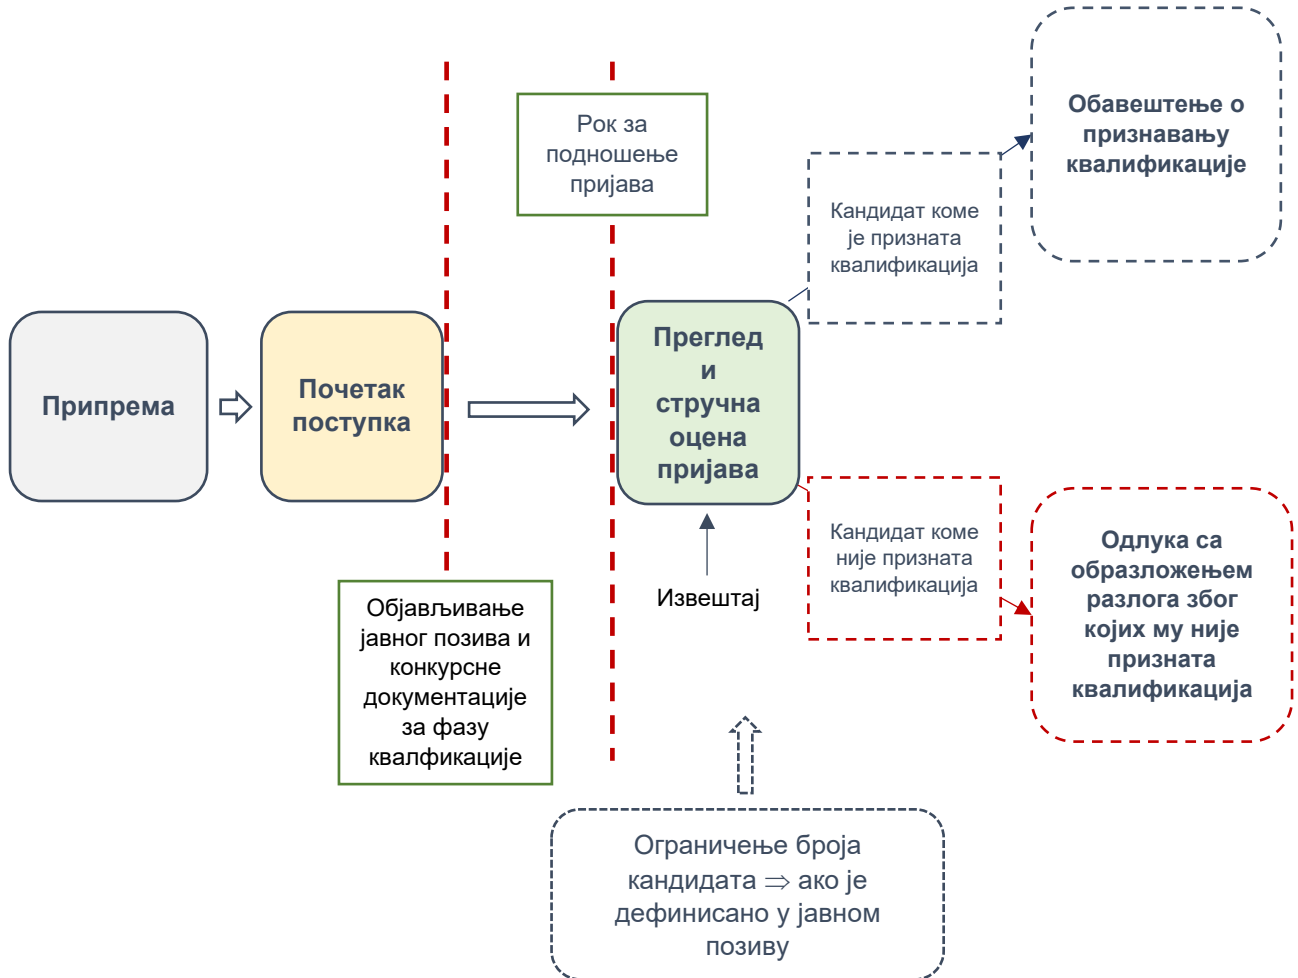 Припрема
Почетак
поступка
Објављивање
јавног позива и
конкурсне
документације
за фазу
квалфикације
Рок за
подношење
пријава
Преглед
и
стручна
оцена
пријава
Извештај
Ограничење броја
кандидата ⇒ ако је
дефинисано у јавном
позиву
Кандидат коме
је призната
квалификација
Обавештење о
признавању
квалификације
Кандидат коме
није призната
квалификација
Одлука са
образложењем
разлога због
којих му није
призната
квалификација